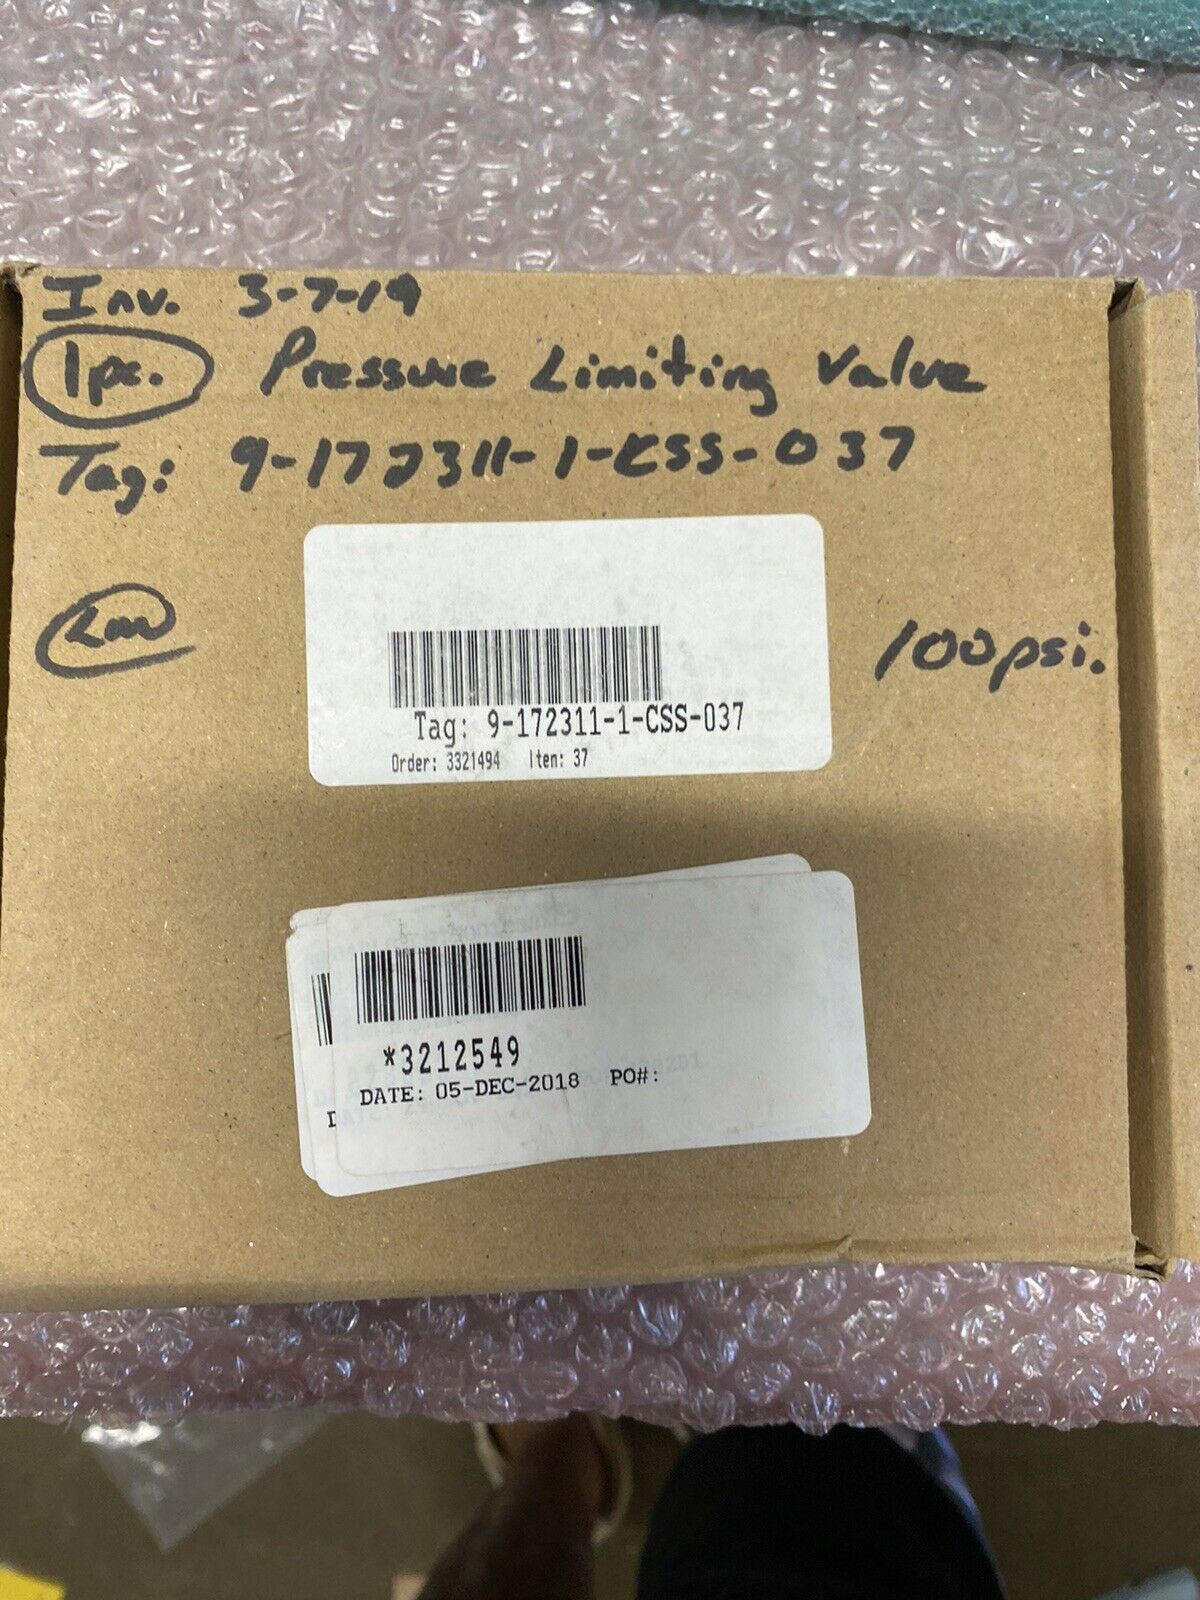 Inv. 3-7-19
1pc. Pressure Limiting Valve
Tag: 9-172311-1-CSS-037
100psi.
Tag: 9-172311-1-CSS-037
Order: 3321494 Iten: 37
*3212549
DATE: 05-DEC-2018 PO#: